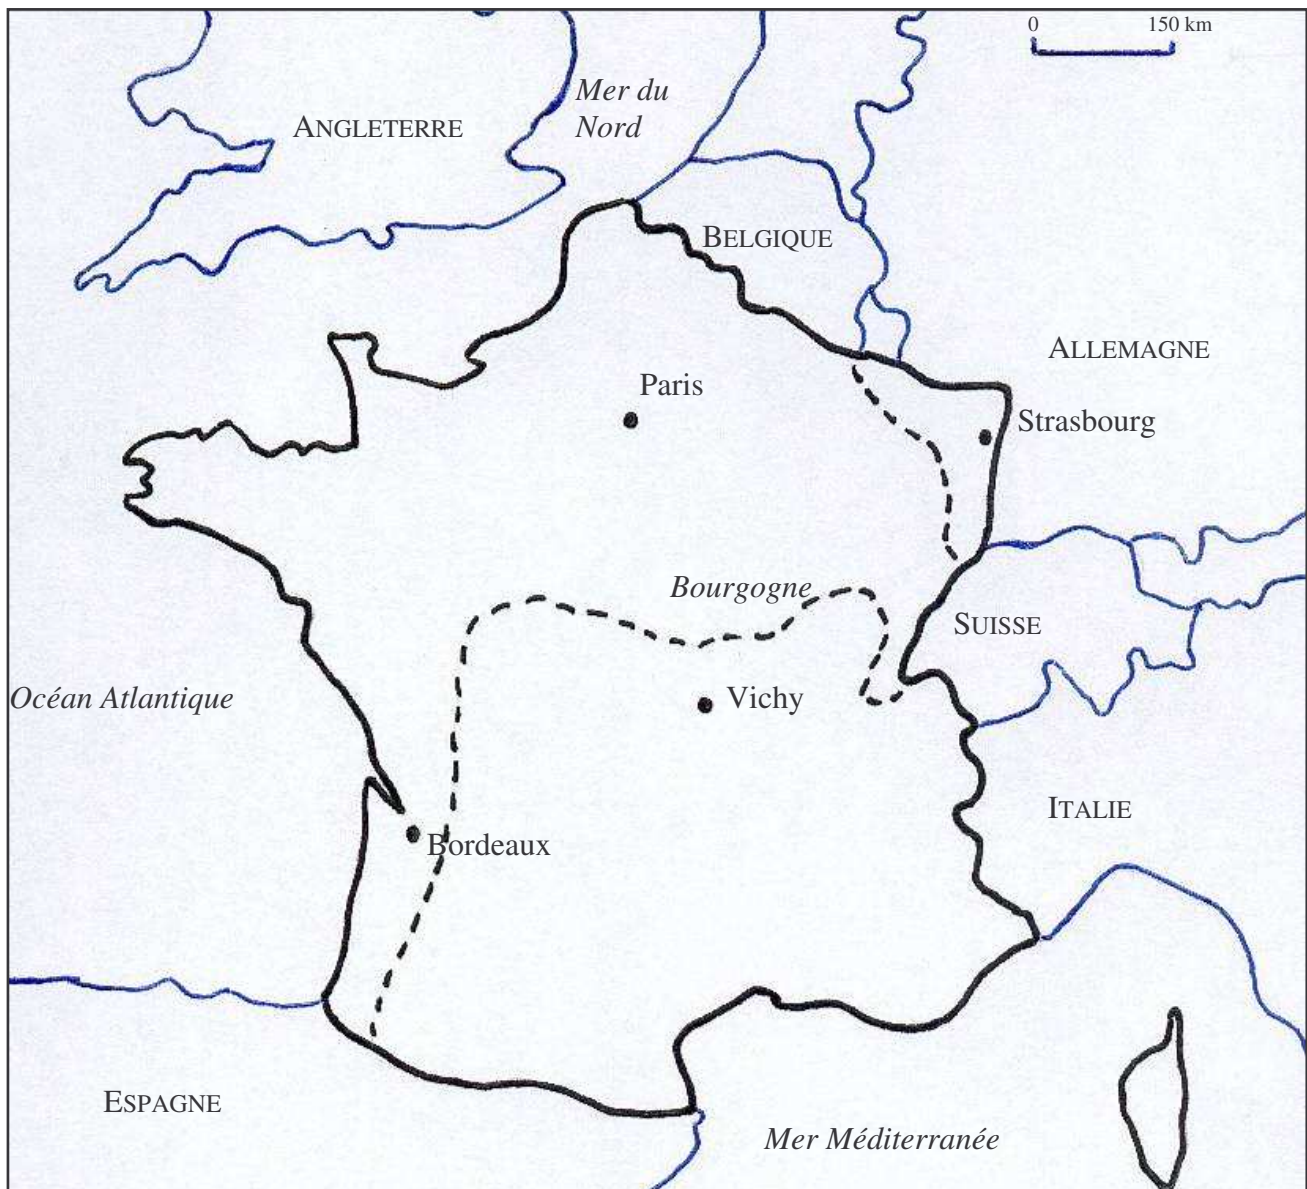 0 150 km
Mer du
Nord
ANGLETERRE
BELGIQUE
ALLEMAGNE
Paris
Strasbourg
Bourgogne
SUISSE
Océan Atlantique
Vichy
ITALIE
Bordeaux
ESPAGNE
Mer Méditerranée